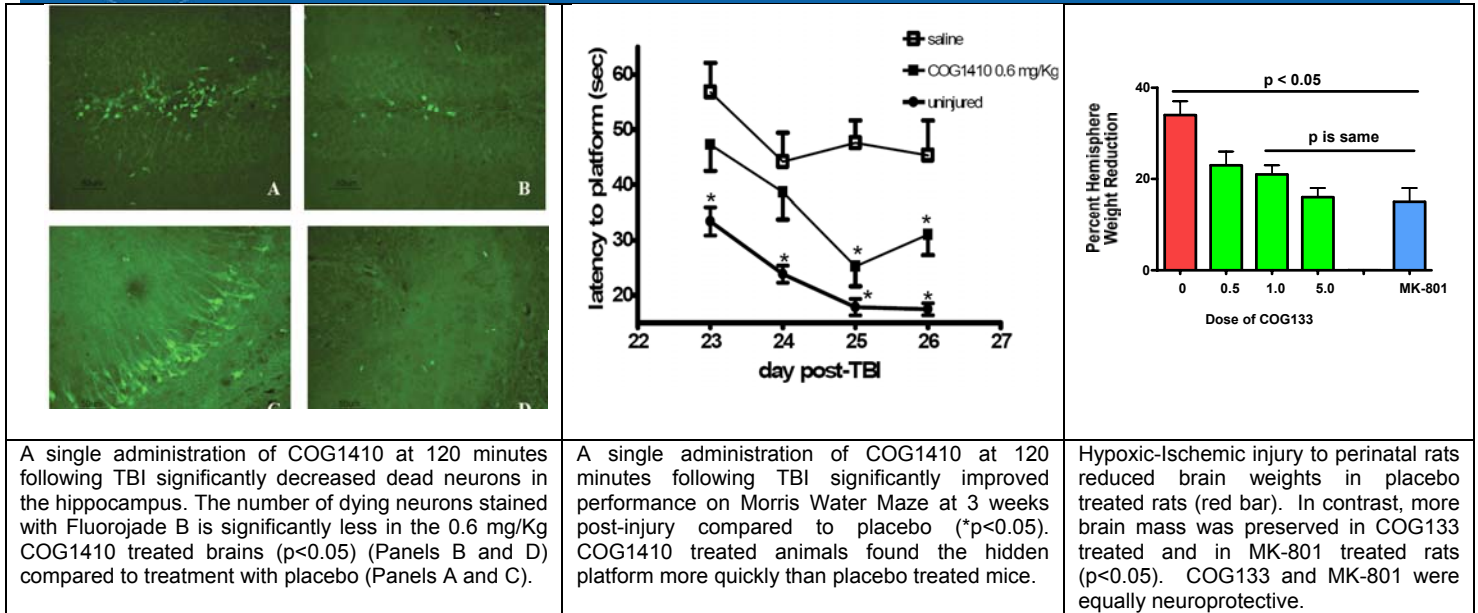 A
B
C
saline
COG1410 0.6 mg/Kg
uninjured
latency to platform (sec)
60
50
40
30
20
*
*
*
*
*
*
22 23 24 25 26 27
day post-TBI
p < 0.05
p is same
Percent Hemisphere
Weight Reduction
40
20
0
0 0.5 1.0 5.0 MK-801
Dose of COG133
A single administration of COG1410 at 120 minutes
following TBI significantly decreased dead neurons in
the hippocampus. The number of dying neurons stained
with Fluorojade B is significantly less in the 0.6 mg/Kg
COG1410 treated brains (p<0.05) (Panels B and D)
compared to treatment with placebo (Panels A and C).
A single administration of COG1410 at 120
minutes following TBI significantly improved
performance on Morris Water Maze at 3 weeks
post-injury compared to placebo (*p<0.05).
COG1410 treated animals found the hidden
platform more quickly than placebo treated mice.
Hypoxic-Ischemic injury to perinatal rats
reduced brain weights in placebo
treated rats (red bar). In contrast, more
brain mass was preserved in COG133
treated and in MK-801 treated rats
(p<0.05). COG133 and MK-801 were
equally neuroprotective.